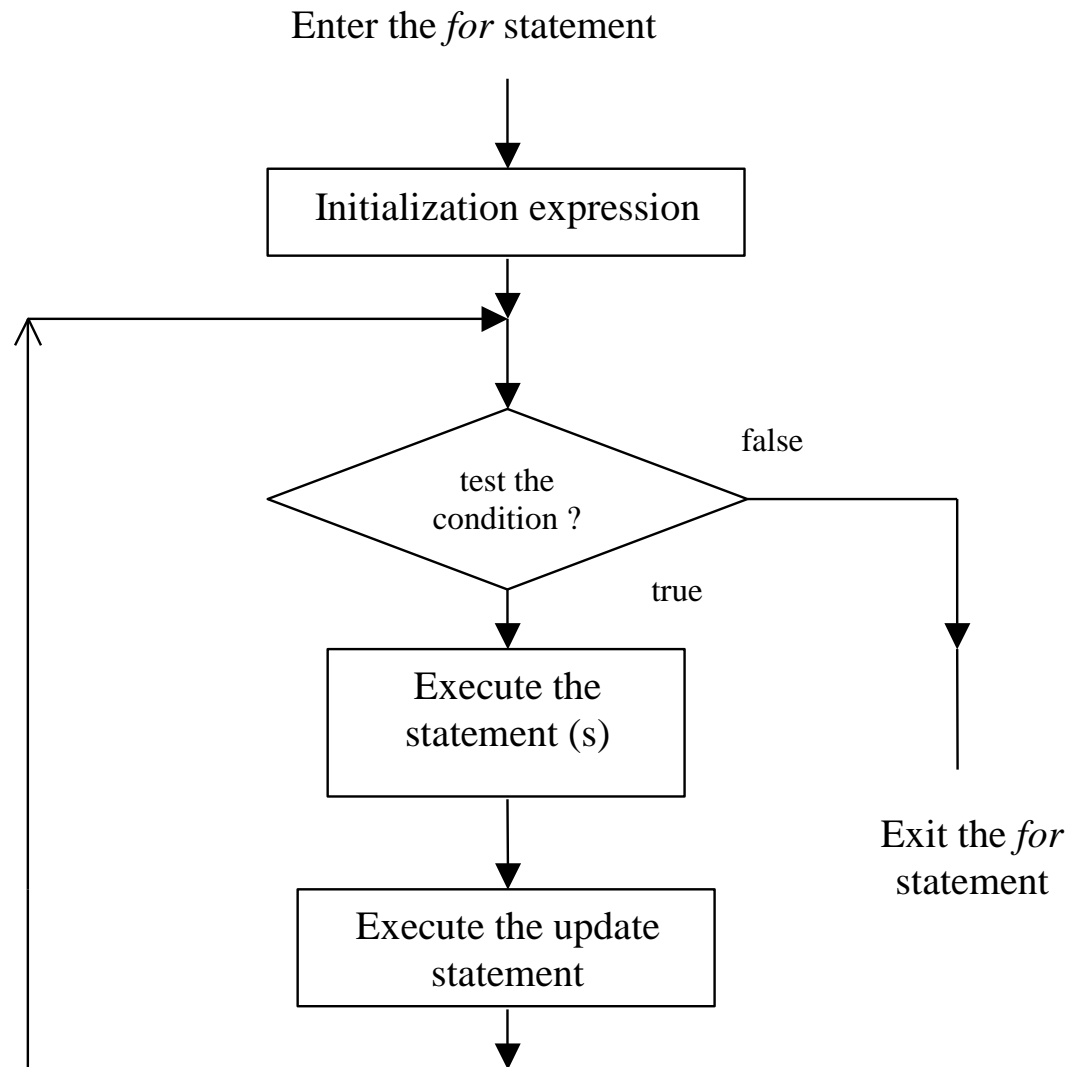 Enter the for statement
Initialization expression
false
test the
condition ?
true
Execute the
statement (s)
Exit the for
statement
Execute the update
statement